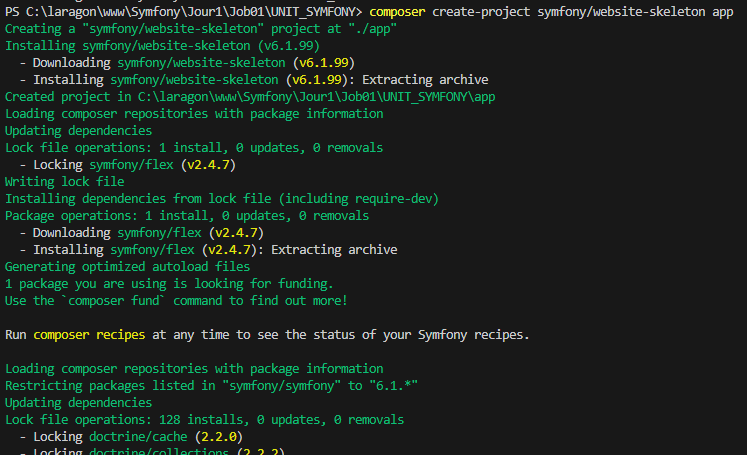 PS C:\laragon\www\Symfony\Jour1\Job01\UNIT_SYMFONY> composer create-project symfony/website-skeleton app
Creating a "symfony/website-skeleton" project at "./app"
Installing symfony/website-skeleton (v6.1.99)
  - Downloading symfony/website-skeleton (v6.1.99)
  - Installing symfony/website-skeleton (v6.1.99): Extracting archive
Created project in C:\laragon\www\Symfony\Jour1\Job01\UNIT_SYMFONY\app
Loading composer repositories with package information
Updating dependencies
Lock file operations: 1 install, 0 updates, 0 removals
  - Locking symfony/flex (v2.4.7)
Writing lock file
Installing dependencies from lock file (including require-dev)
Package operations: 1 install, 0 updates, 0 removals
  - Downloading symfony/flex (v2.4.7)
  - Installing symfony/flex (v2.4.7): Extracting archive
Generating optimized autoload files
1 package you are using is looking for funding.
Use the `composer fund` command to find out more!

Run composer recipes at any time to see the status of your Symfony recipes.

Loading composer repositories with package information
Restricting packages listed in "symfony/symfony" to "6.1.*"
Updating dependencies
Lock file operations: 128 installs, 0 updates, 0 removals
  - Locking doctrine/cache (2.2.0)
  - Locking doctrine/collections (2.2.2)